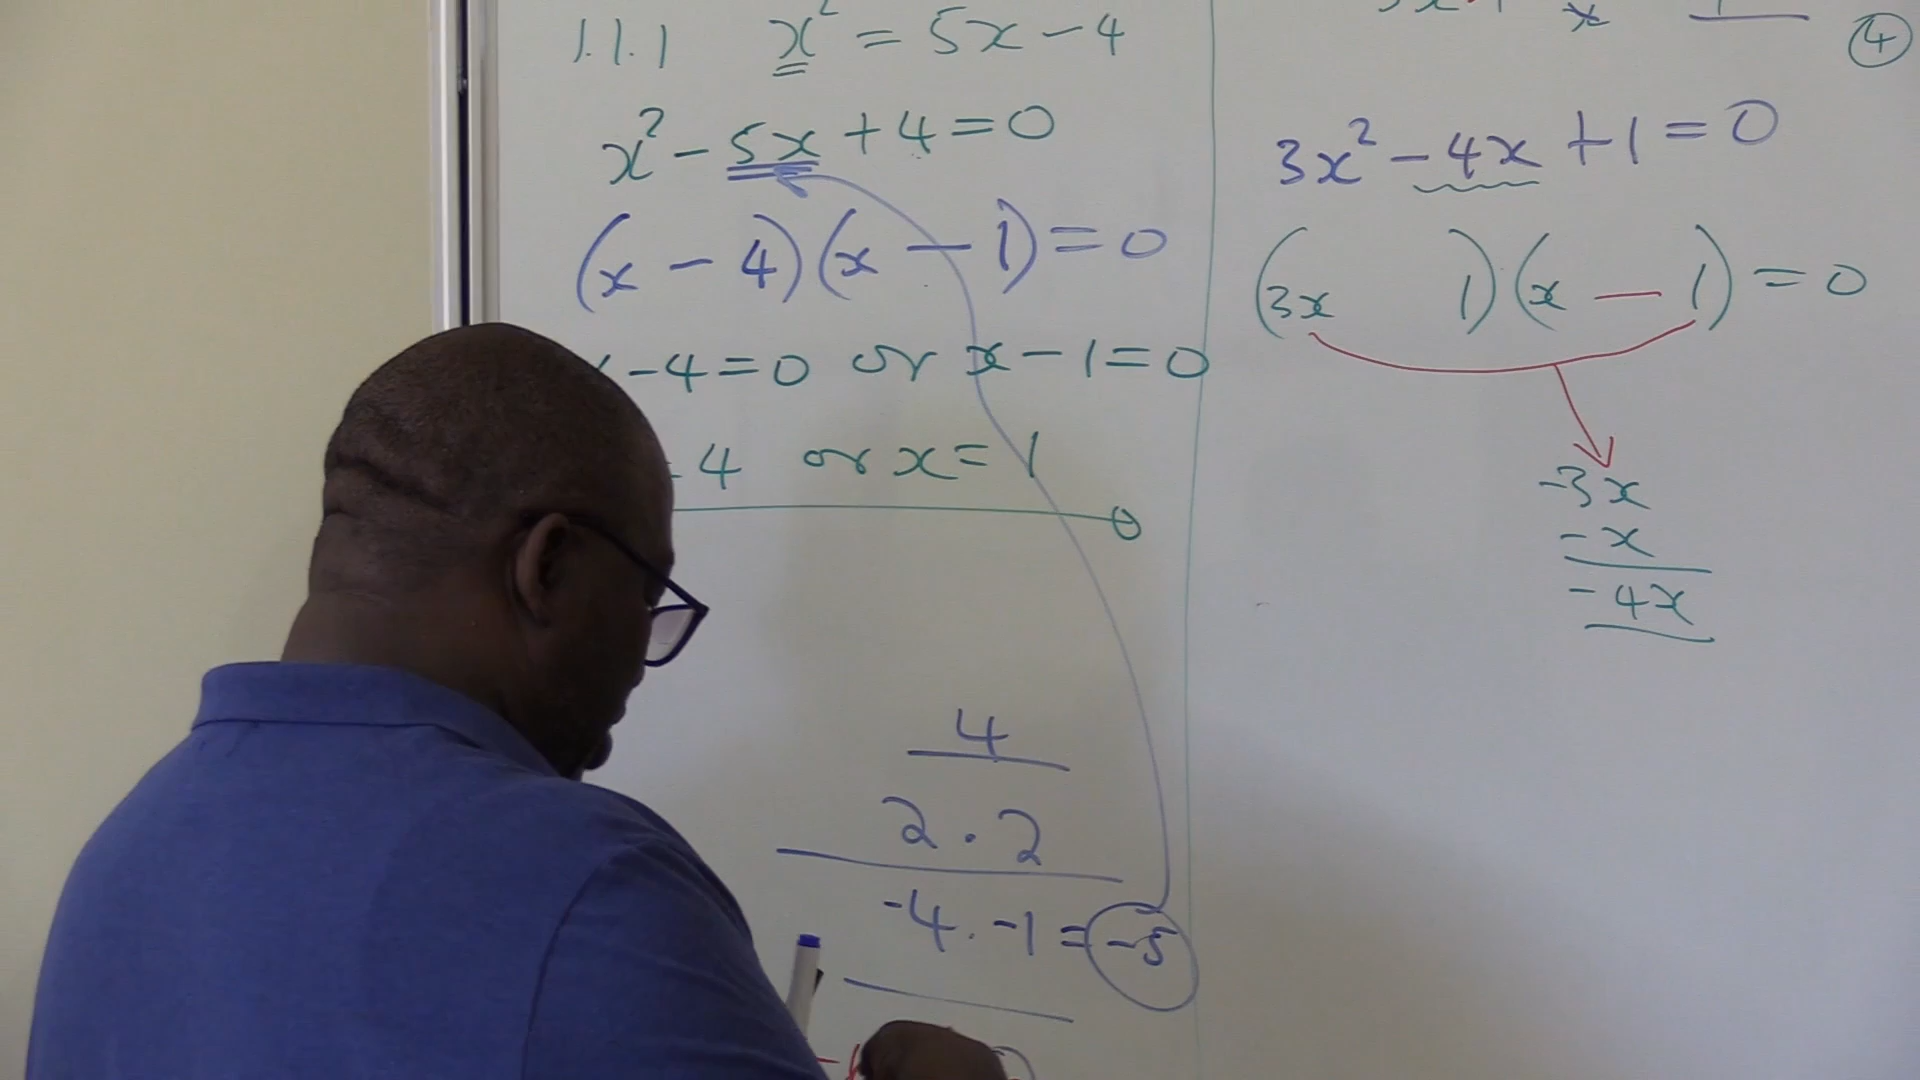 1.1.1 x² = 5x - 4
x² - 5x + 4 = 0
(x - 4)(x - 1) = 0
- 4 = 0 or x - 1 = 0
4 or x = 1
4
2 . 2
-4 . -1 = -5
④
3x² - 4x + 1 = 0
(3x 1)(x - 1) = 0
-3x
-x
-4x